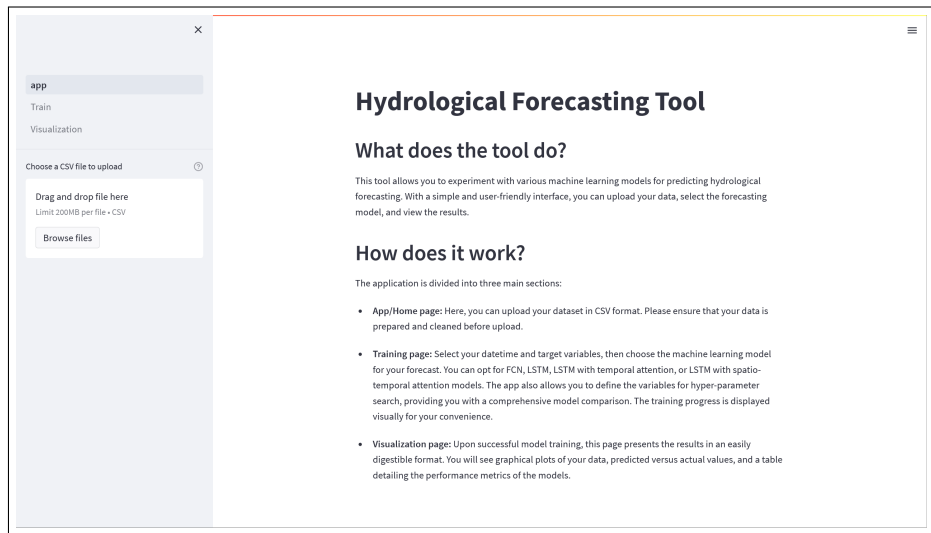 app
Train
Visualization
Choose a CSV file to upload
Drag and drop file here
Limit 200MB per file • CSV
Browse files
Hydrological Forecasting Tool
What does the tool do?
This tool allows you to experiment with various machine learning models for predicting hydrological
forecasting. With a simple and user-friendly interface, you can upload your data, select the forecasting
model, and view the results.
How does it work?
The application is divided into three main sections:
• App/Home page: Here, you can upload your dataset in CSV format. Please ensure that your data is
prepared and cleaned before upload.
• Training page: Select your datetime and target variables, then choose the machine learning model
for your forecast. You can opt for FCN, LSTM, LSTM with temporal attention, or LSTM with spatio-
temporal attention models. The app also allows you to define the variables for hyper-parameter
search, providing you with a comprehensive model comparison. The training progress is displayed
visually for your convenience.
• Visualization page: Upon successful model training, this page presents the results in an easily
digestible format. You will see graphical plots of your data, predicted versus actual values, and a table
detailing the performance metrics of the models.